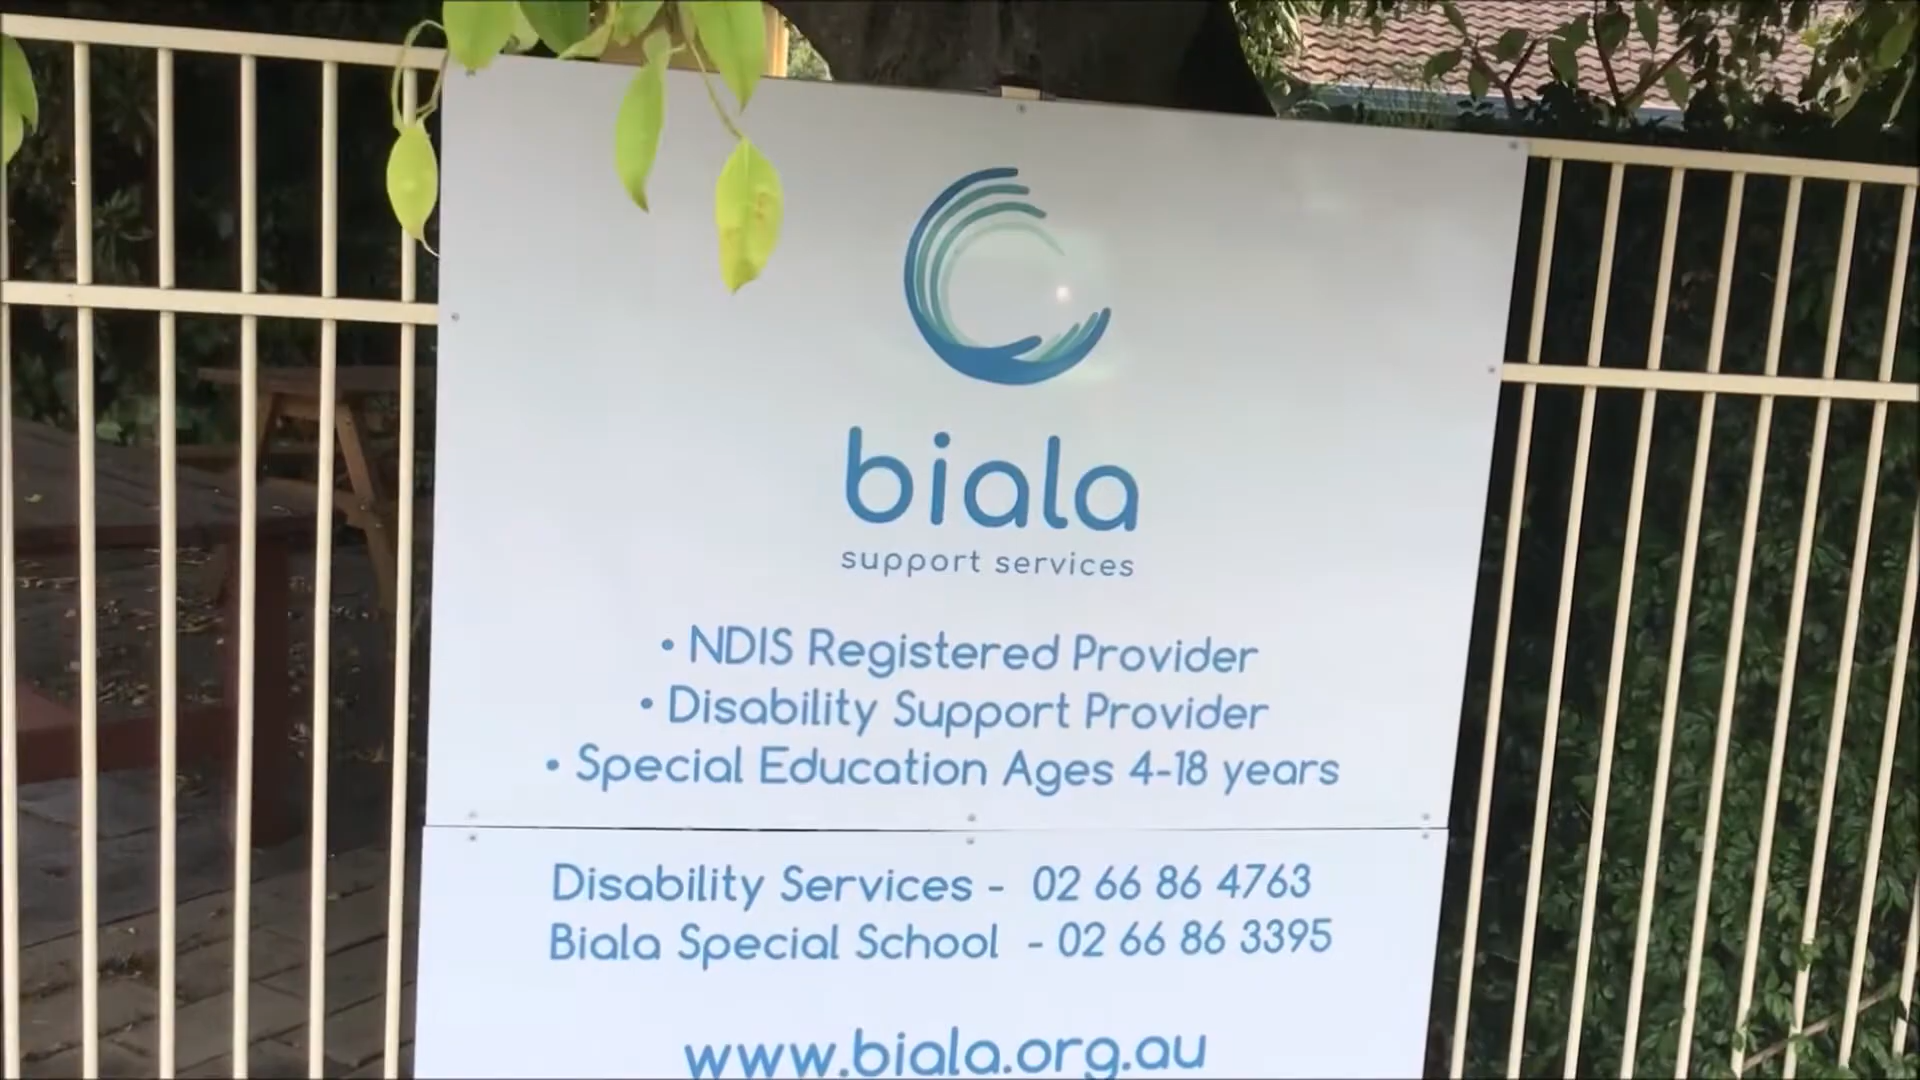 biala
support services
• NDIS Registered Provider
• Disability Support Provider
• Special Education Ages 4-18 years
Disability Services - 02 66 86 4763
Biala Special School - 02 66 86 3395
www.biala.org.au